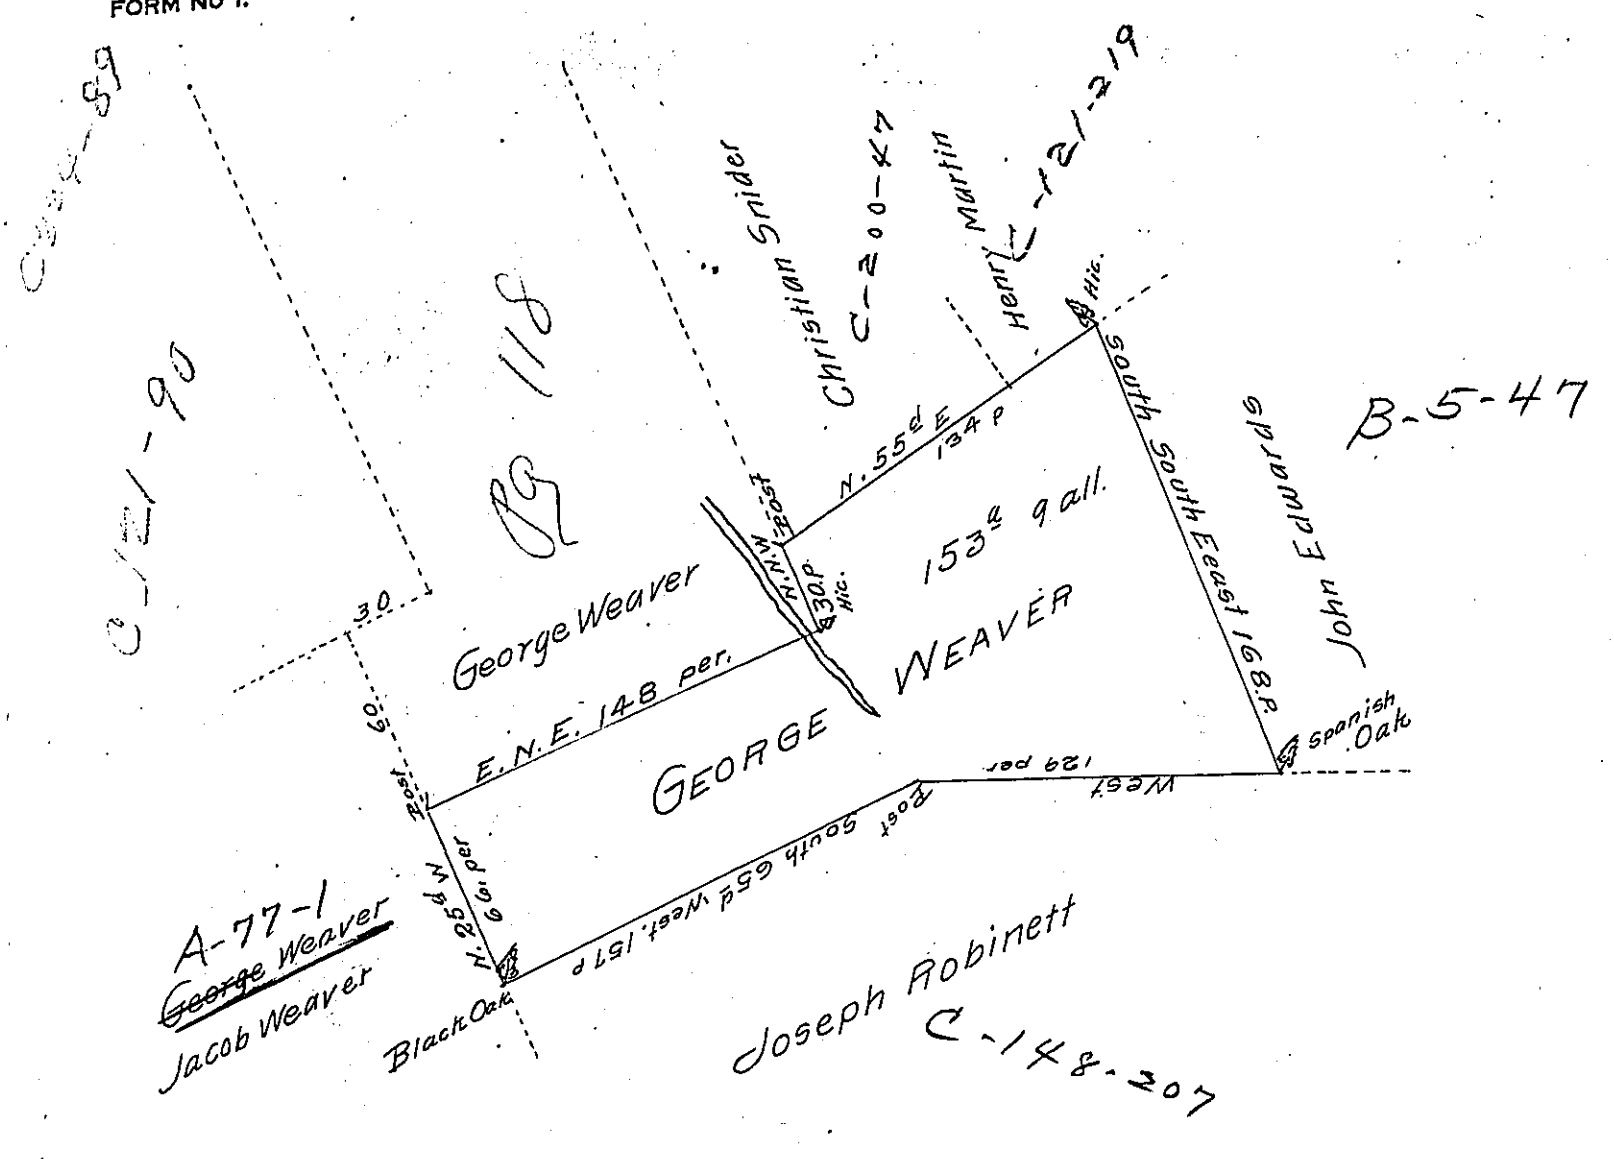 FORM NO 1.
C-121-90
Pg 118
Christian Snider
C-200-47
Henry Martin
C-121-219
Hic.
N. 55ᵈ E
134 P
South South Eeast 168.P.
John Edwards
B-5-47
Spanish
Oak
153ᵃ 9 all.
GEORGE WEAVER
Post
N.N.W
30.P.
Hic.
George Weaver
30
60
E.N.E. 148 per.
Post
N. 25ᵈ W
66 per
Black Oak
South 65ᵈ West. 157 P
Post
West
129 per
A-77-1
George Weaver
Jacob Weaver
Joseph Robinett
C-148-207